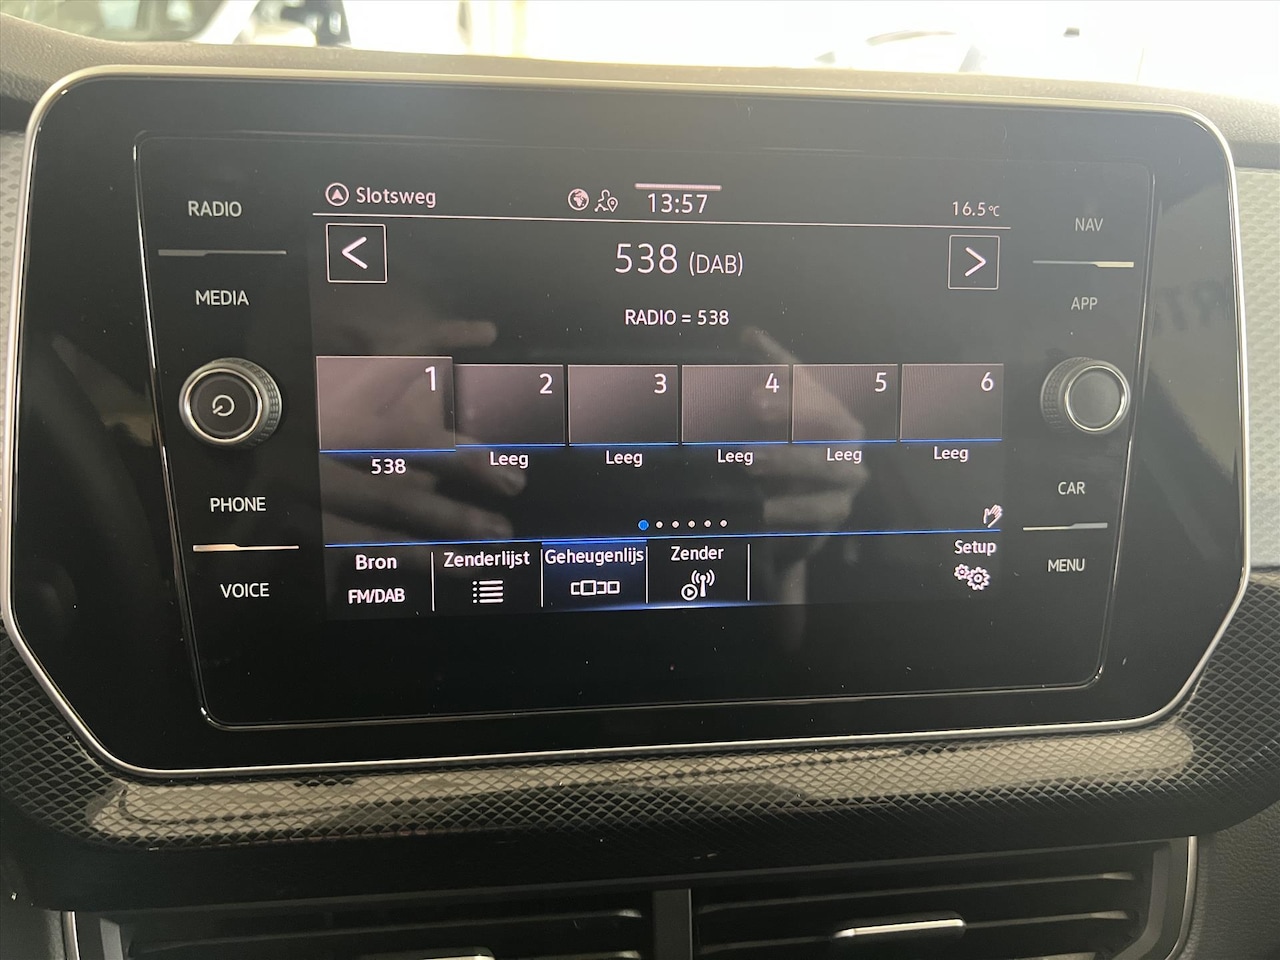 RADIO
MEDIA
PHONE
VOICE
Slotsweg
13:57
16.5°C
538 (DAB)
RADIO = 538
1 2 3 4 5 6
538 Leeg Leeg Leeg Leeg Leeg
Bron
FM/DAB
Zenderlijst
Geheugenlijs
Zender
Setup
NAV
APP
CAR
MENU